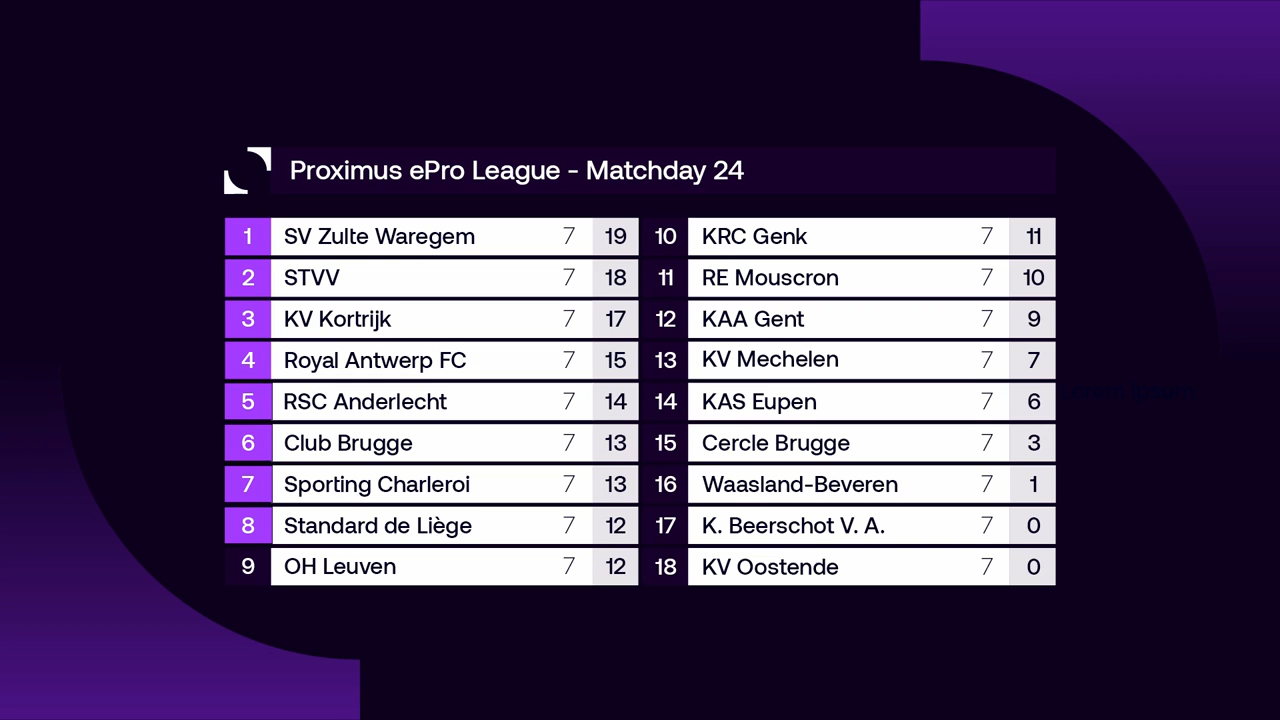 Proximus ePro League - Matchday 24
1 SV Zulte Waregem 7 19
2 STVV 7 18
3 KV Kortrijk 7 17
4 Royal Antwerp FC 7 15
5 RSC Anderlecht 7 14
6 Club Brugge 7 13
7 Sporting Charleroi 7 13
8 Standard de Liège 7 12
9 OH Leuven 7 12
10 KRC Genk 7 11
11 RE Mouscron 7 10
12 KAA Gent 7 9
13 KV Mechelen 7 7
14 KAS Eupen 7 6
15 Cercle Brugge 7 3
16 Waasland-Beveren 7 1
17 K. Beerschot V. A. 7 0
18 KV Oostende 7 0
Lorem ipsum